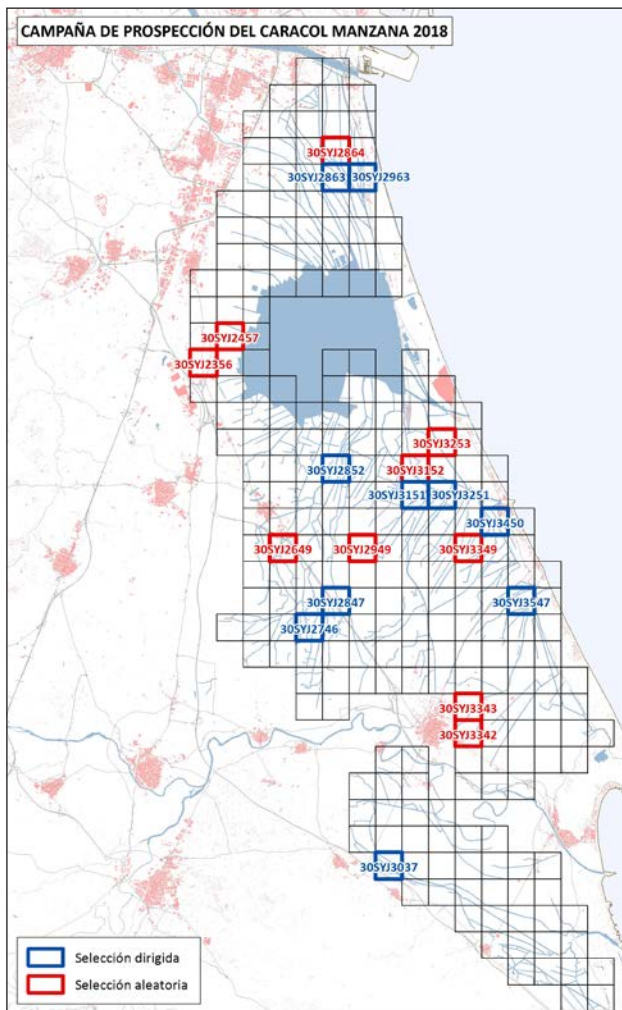 CAMPAÑA DE PROSPECCIÓN DEL CARACOL MANZANA 2018
30SYJ2864
30SYJ2863
30SYJ2963
30SYJ2457
30SYJ2356
30SYJ3253
30SYJ2852
30SYJ3152
30SYJ3151
30SYJ3251
30SYJ3450
30SYJ2649
30SYJ2949
30SYJ3349
30SYJ2847
30SYJ3547
30SYJ2746
30SYJ3343
30SYJ3342
30SYJ3037
Selección dirigida
Selección aleatoria